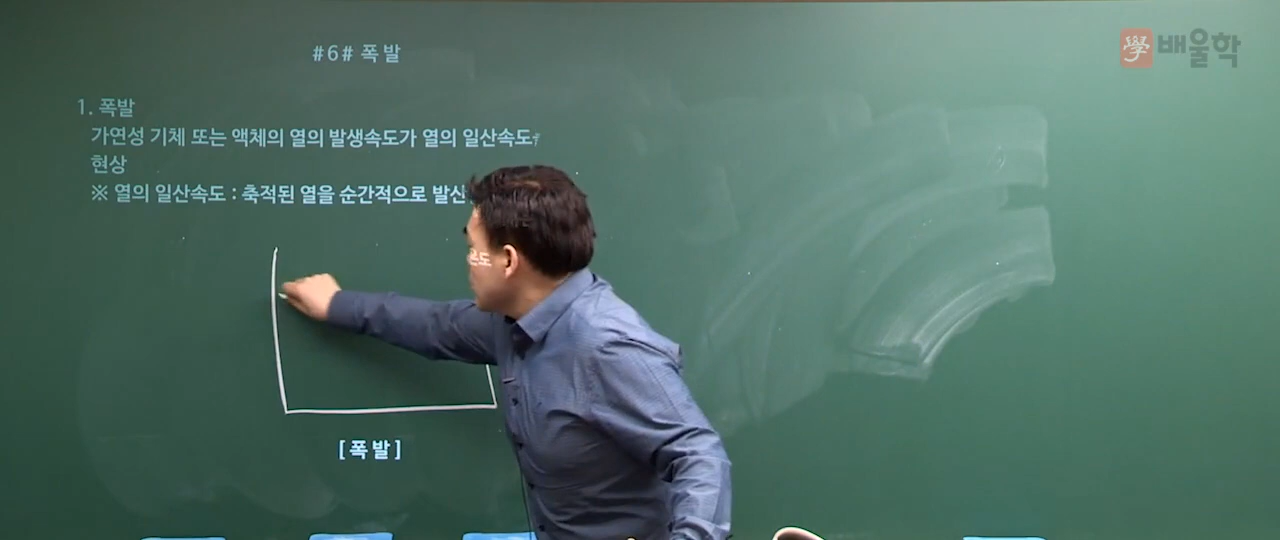 學 배울학
#6# 폭 발
1. 폭발
가연성 기체 또는 액체의 열의 발생속도가 열의 일산속도
현상
※ 열의 일산속도 : 축적된 열을 순간적으로 발산
온도
[ 폭 발 ]